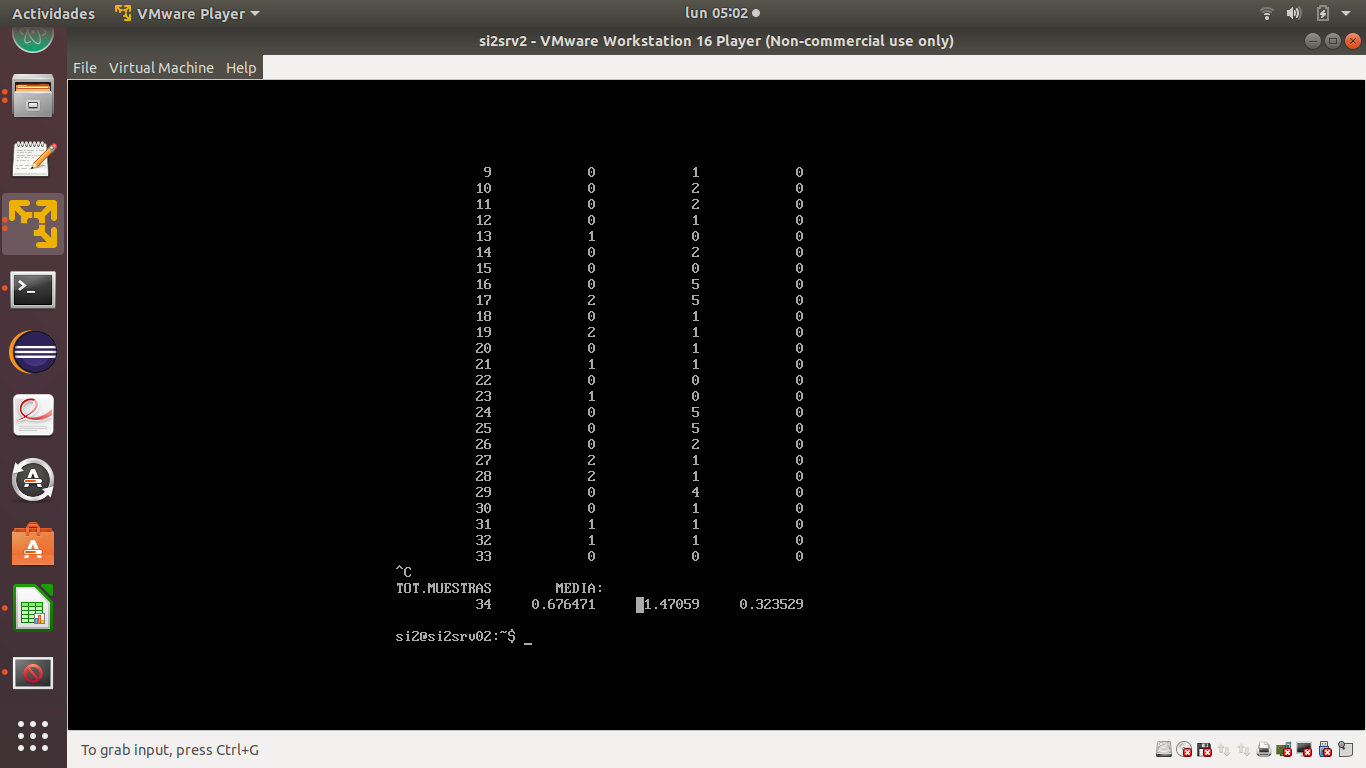 Actividades VMware Player lun 05:02
si2srv2 - VMware Workstation 16 Player (Non-commercial use only)
File Virtual Machine Help
9 0 1 0
10 0 2 0
11 0 2 0
12 0 1 0
13 1 0 0
14 0 2 0
15 0 0 0
16 0 5 0
17 2 5 0
18 0 1 0
19 2 1 0
20 0 1 0
21 1 1 0
22 0 0 0
23 1 0 0
24 0 5 0
25 0 5 0
26 0 2 0
27 2 1 0
28 2 1 0
29 0 4 0
30 0 1 0
31 1 1 0
32 1 1 0
33 0 0 0
^C
TOT.MUESTRAS MEDIA:
34 0.676471 1.47059 0.323529
si2@si2srv02:~$ _
To grab input, press Ctrl+G